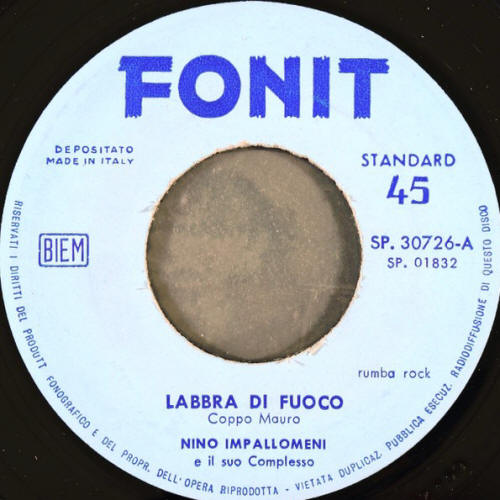 FONIT
DEPOSITATO
MADE IN ITALY
STANDARD
45
BIEM
SP. 30726-A
SP. 01832
rumba rock
LABBRA DI FUOCO
Coppo Mauro
NINO IMPALLOMENI
e il suo Complesso
RISERVATI I DIRITTI DEL PRODUTT FONOGRAFICO E DEL PROPR. DELL'OPERA RIPRODOTTA - VIETATA DUPLICAZ. PUBBLICA ESECUZ. RADIODIFFUSIONE DI QUESTO DISCO